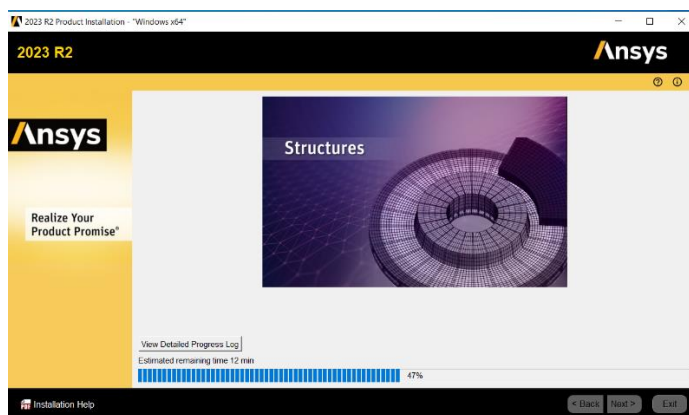 2023 R2 Product Installation - "Windows x64"
2023 R2
Ansys
Ansys
Structures
Realize Your
Product Promise®
View Detailed Progress Log
Estimated remaining time 12 min
47%
Installation Help
< Back
Next >
Exit